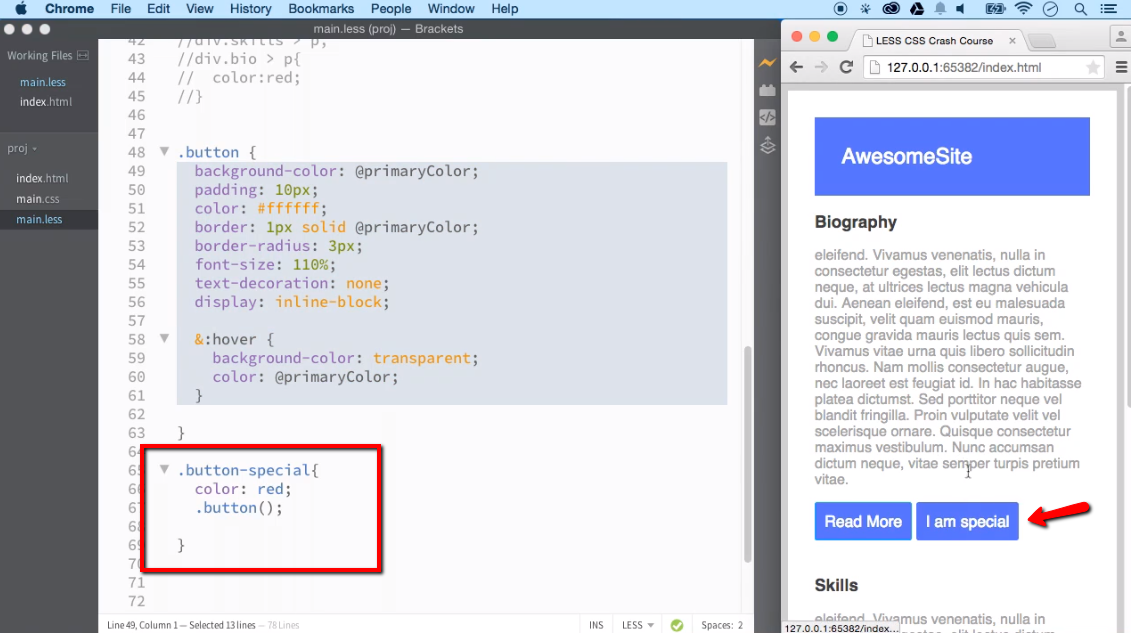 Chrome File Edit View History Bookmarks People Window Help
main.less (proj) — Brackets
Working Files
main.less
index.html
proj
index.html
main.css
main.less
42 //div.skills > p,
43 //div.bio > p{
44 //  color:red;
45 //}
46
47
48 .button {
49 background-color: @primaryColor;
50 padding: 10px;
51 color: #ffffff;
52 border: 1px solid @primaryColor;
53 border-radius: 3px;
54 font-size: 110%;
55 text-decoration: none;
56 display: inline-block;
57
58 &:hover {
59 background-color: transparent;
60 color: @primaryColor;
61 }
62
63 }
64
65 .button-special{
66 color: red;
67 .button();
68
69 }
70
71
72
Line 49, Column 1 — Selected 13 lines — 78 Lines
INS LESS Spaces: 2
LESS CSS Crash Course
127.0.0.1:65382/index.html
AwesomeSite
Biography
eleifend. Vivamus venenatis, nulla in
consectetur egestas, elit lectus dictum
neque, at ultrices lectus magna vehicula
dui. Aenean eleifend, est eu malesuada
suscipit, velit quam euismod mauris,
congue gravida mauris lectus quis sem.
Vivamus vitae urna quis libero sollicitudin
rhoncus. Nam mollis consectetur augue,
nec laoreet est feugiat id. In hac habitasse
platea dictumst. Sed porttitor neque vel
blandit fringilla. Proin vulputate velit vel
scelerisque ornare. Quisque consectetur
maximus vestibulum. Nunc accumsan
dictum neque, vitae semper turpis pretium
vitae.
Read More I am special
Skills
eleifend. Vivamus venenatis, nulla in
127.0.0.1:65382/index...